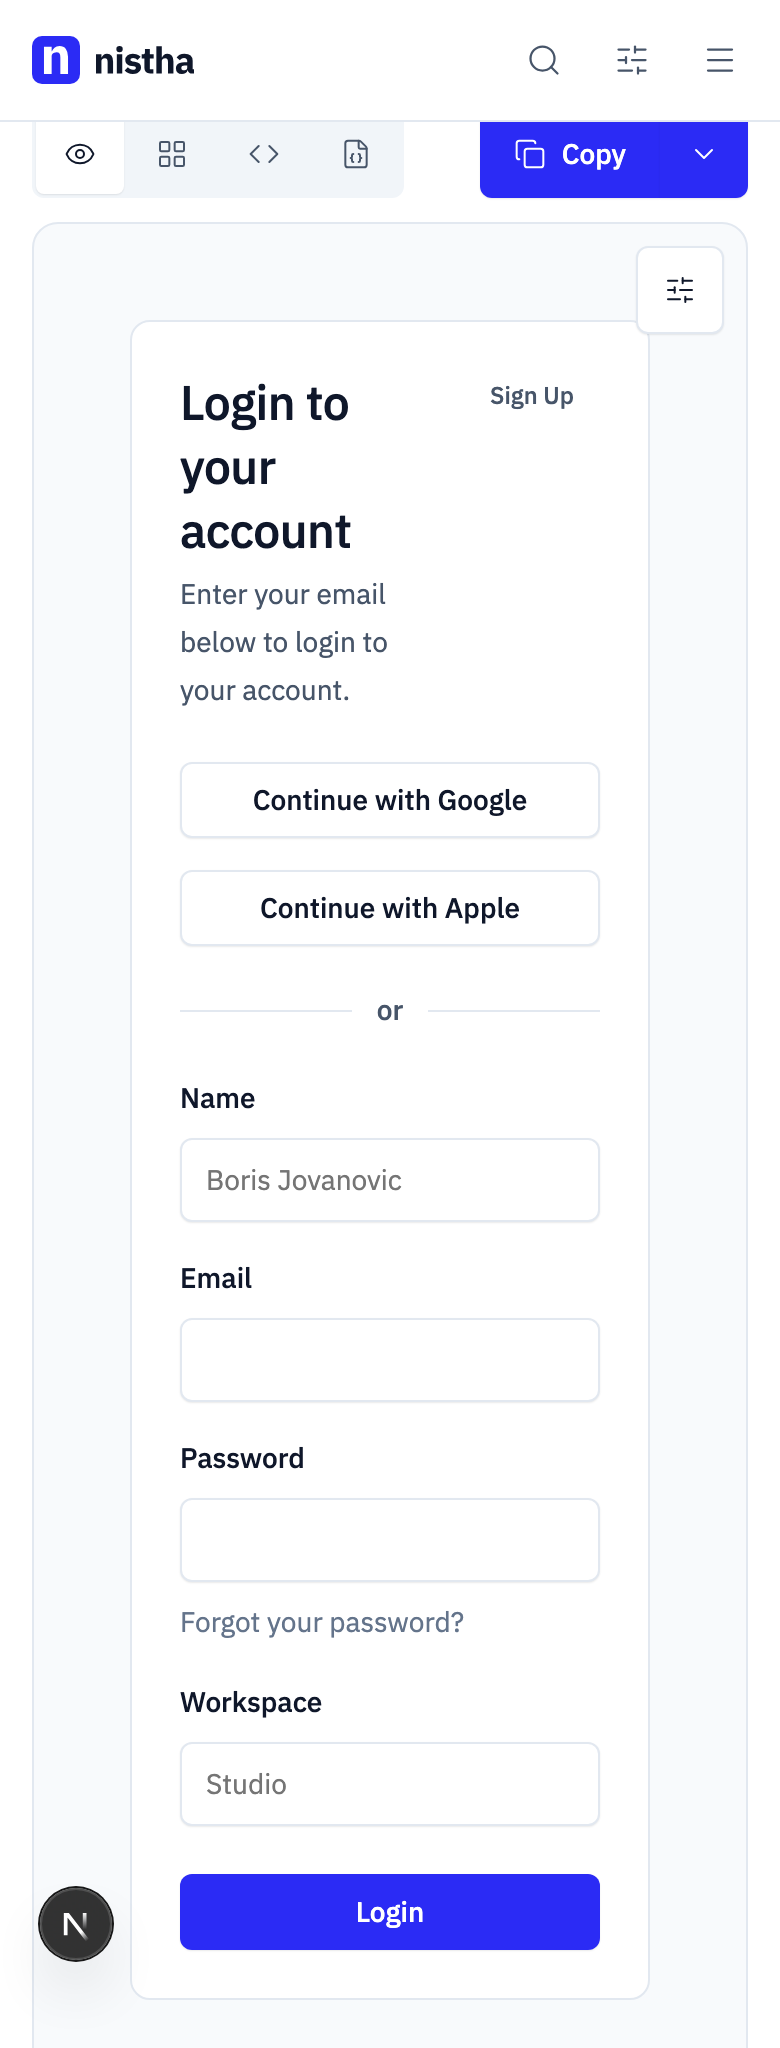 n nistha
Copy
Login to
your
account
Sign Up
Enter your email
below to login to
your account.
Continue with Google
Continue with Apple
or
Name
Boris Jovanovic
Email
Password
Forgot your password?
Workspace
Studio
Login
N